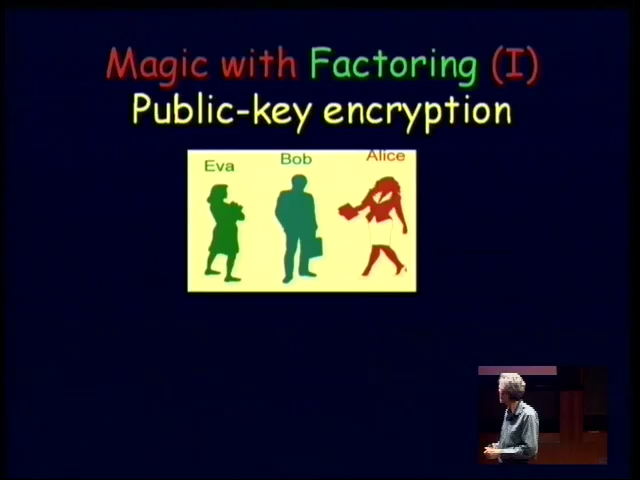 Magic with Factoring (I)
Public-key encryption
Eva Bob Alice